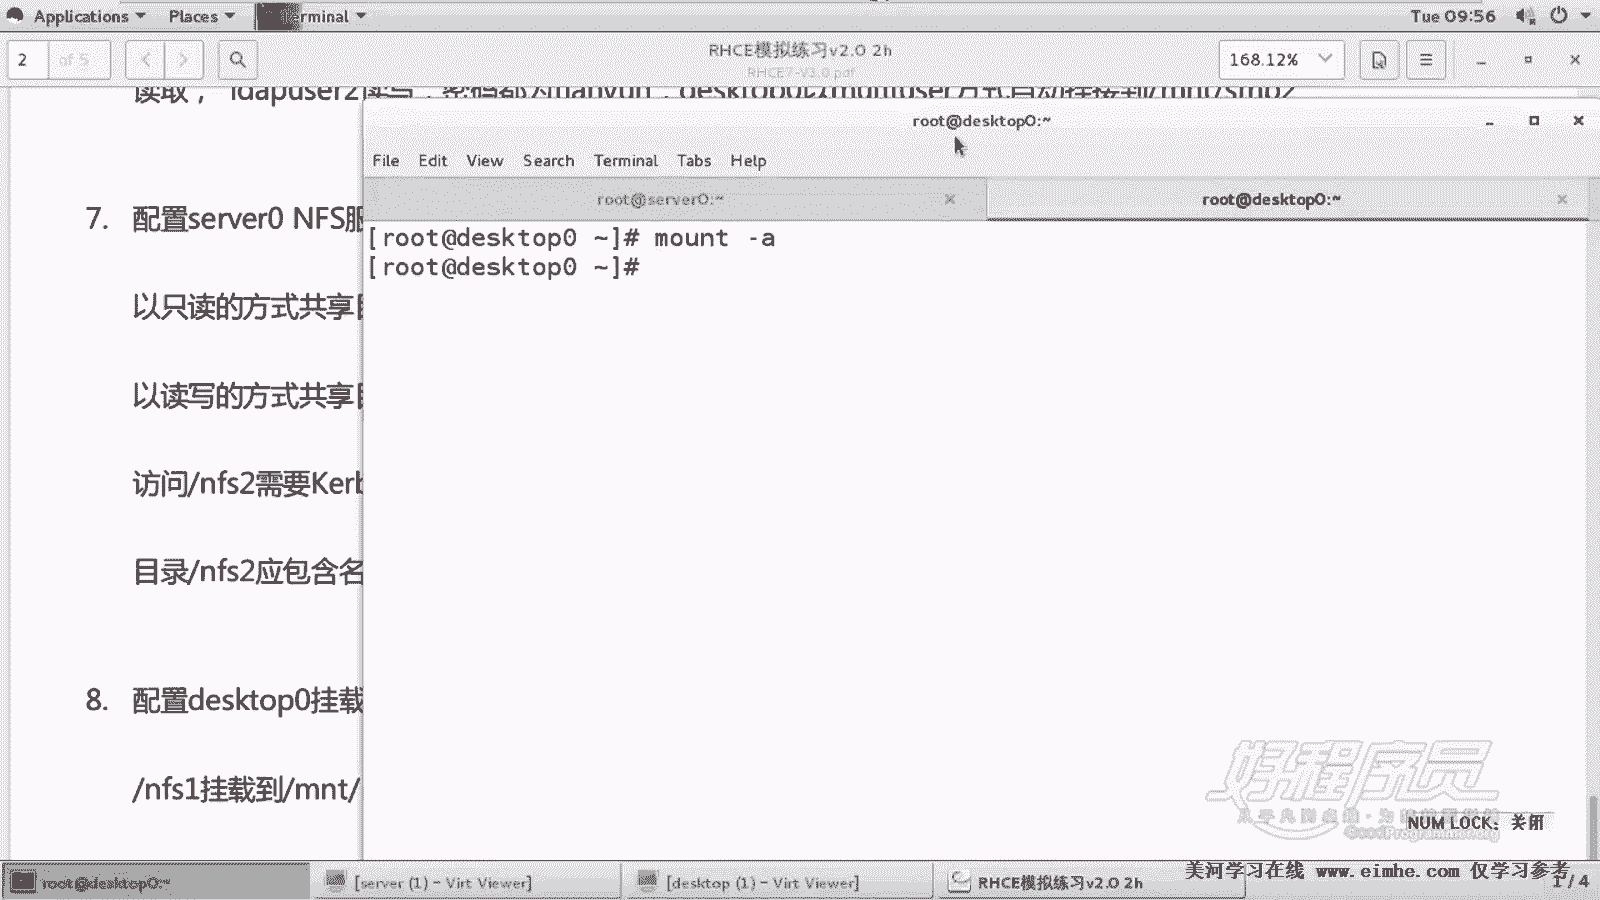 Applications Places Terminal Tue 09:56
2 of 5 RHCE模拟练习v2.0 2h 168.12%
RHCE7-V3.0.pdf
读取， ldapuser2读写，密码都为tianyun，desktop0以multiuser方式自动挂接到/mnt/smb2
root@desktop0:~
File Edit View Search Terminal Tabs Help
root@server0:~ root@desktop0:~
[root@desktop0 ~]# mount -a
[root@desktop0 ~]#
7. 配置server0 NFS服
以只读的方式共享目
以读写的方式共享目
访问/nfs2需要Kerb
目录/nfs2应包含名
8. 配置desktop0挂载
/nfs1挂载到/mnt/
好程序员
GoodProgrammer.org
NUM LOCK: 关闭
美河学习在线 www.eimhe.com 仅学习参考
root@desktop0:~ [server (1) – Virt Viewer] [desktop (1) – Virt Viewer] RHCE模拟练习v2.0 2h 1 / 4